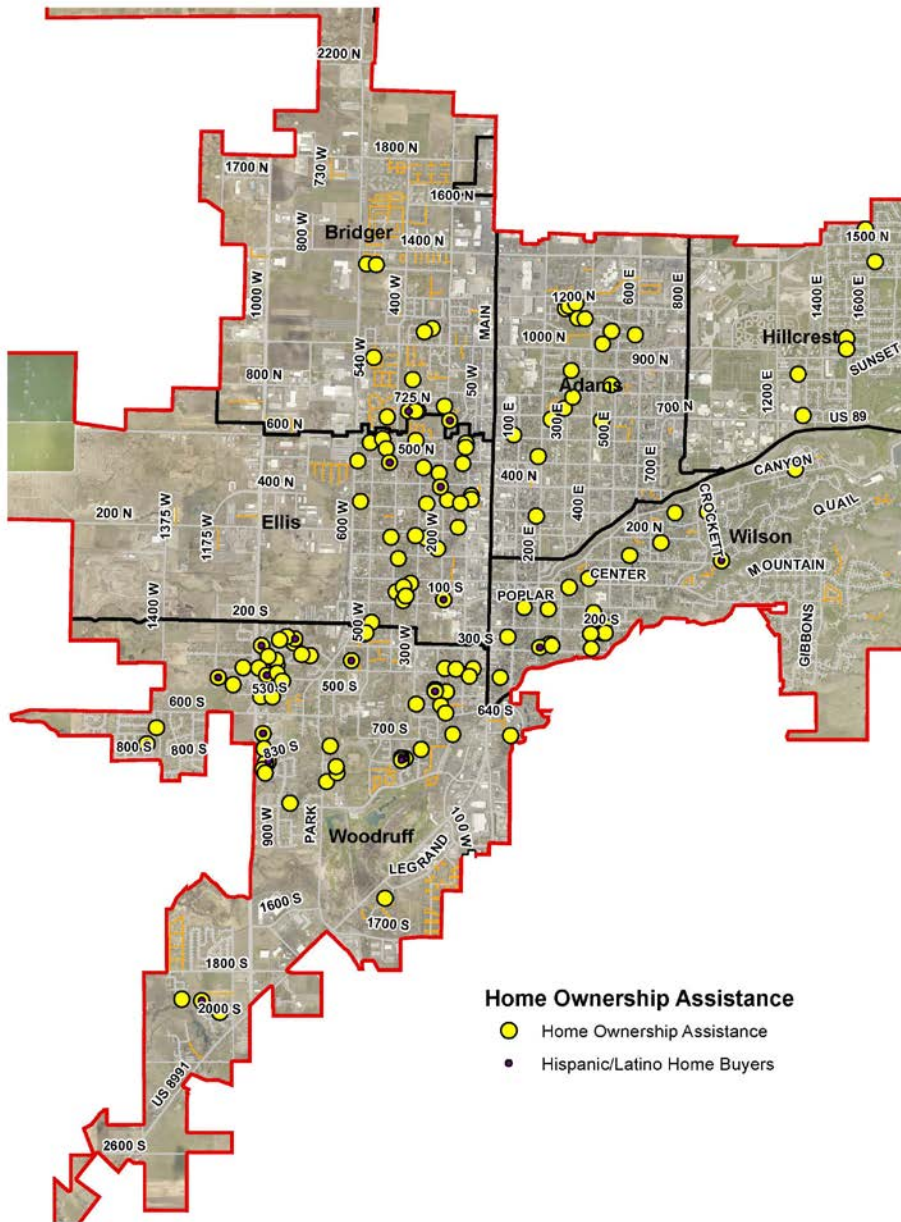 2200 N
1800 N
1700 N
730 W
1600 N
800 W
Bridger
1400 N
1500 N
1000 W
400 W
600 E
800 E
1400 E
1600 E
1200 N
MAIN
1000 N
Hillcrest
540 W
50 W
900 N
SUNSET
800 N
Adams
1200 E
725 N
700 N
US 89
600 N
100 E
300 E
500 E
500 N
CANYON
400 N
400 N
700 E
CROCKETT
QUAIL
200 N
1375 W
Ellis
600 W
200 W
400 E
1175 W
200 E
200 N
Wilson
MOUNTAIN
CENTER
100 S
POPLAR
1400 W
200 S
500 W
300 W
300 S
200 S
GIBBONS
500 S
530 S
600 S
640 S
700 S
800 S
800 S
830 S
900 W
PARK
Woodruff
100 W
LEGRAND
1600 S
1700 S
1800 S
2000 S
US 8991
2600 S
Home Ownership Assistance
Home Ownership Assistance
Hispanic/Latino Home Buyers